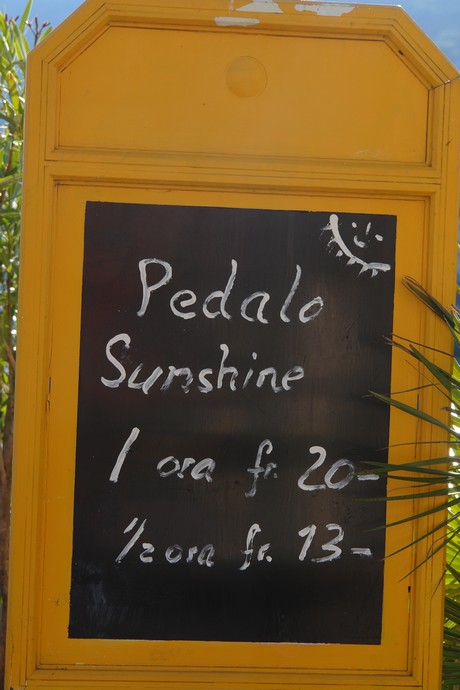 Pedalo
Sunshine
1 ora fr. 20-
1/2 ora fr. 13-